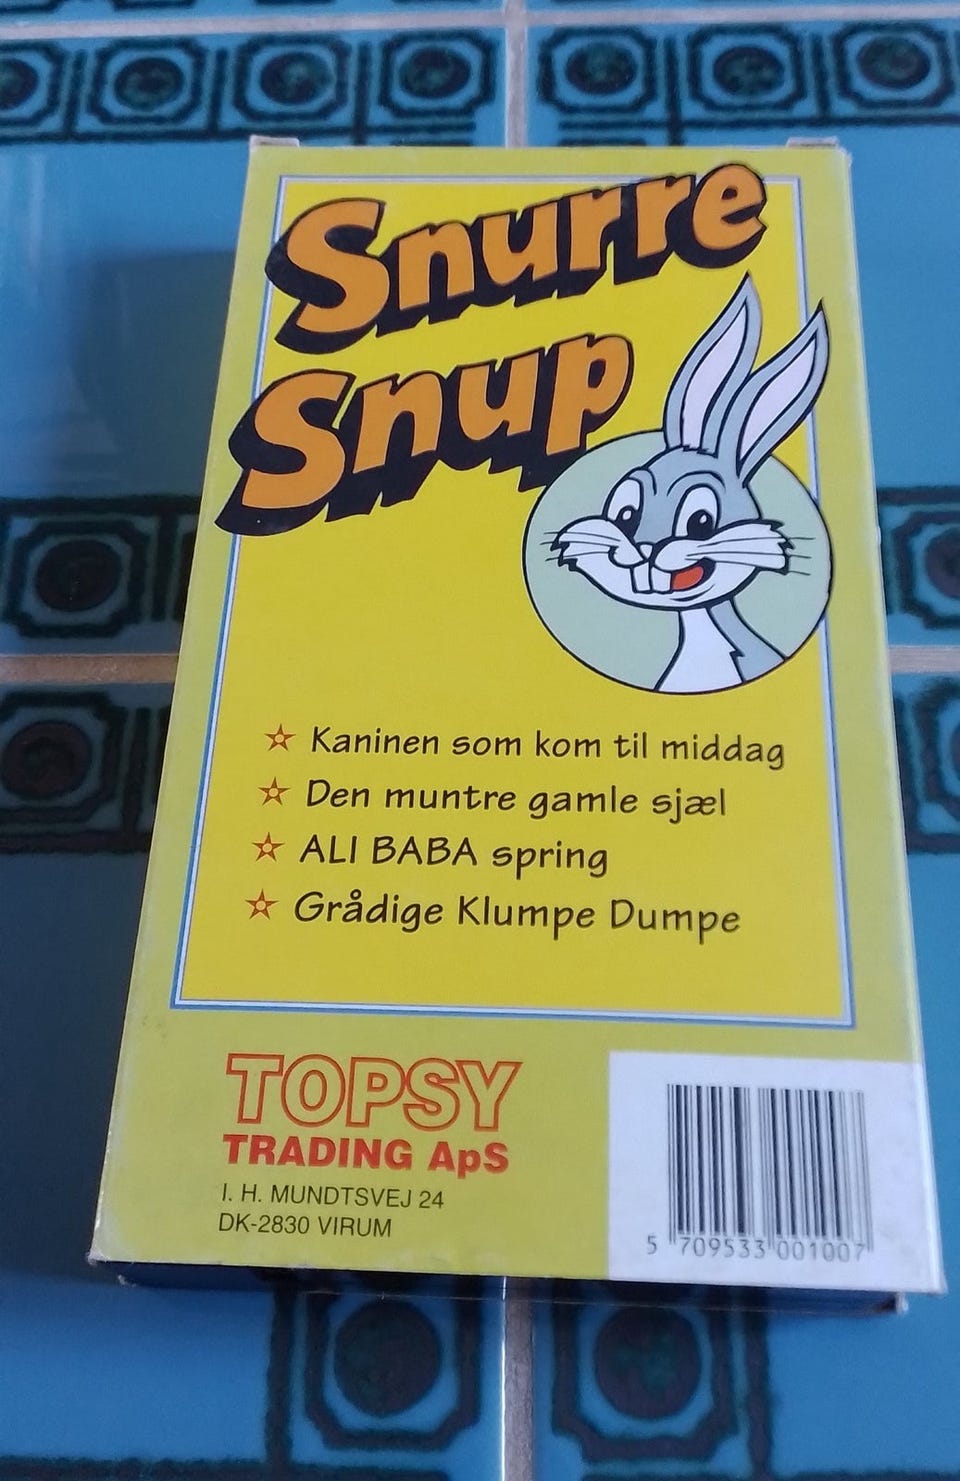 Snurre
Snup
Kaninen som kom til middag
Den muntre gamle sjæl
ALI BABA spring
Grådige Klumpe Dumpe
TOPSY
TRADING ApS
I. H. MUNDTSVEJ 24
DK-2830 VIRUM
5 709533 001007